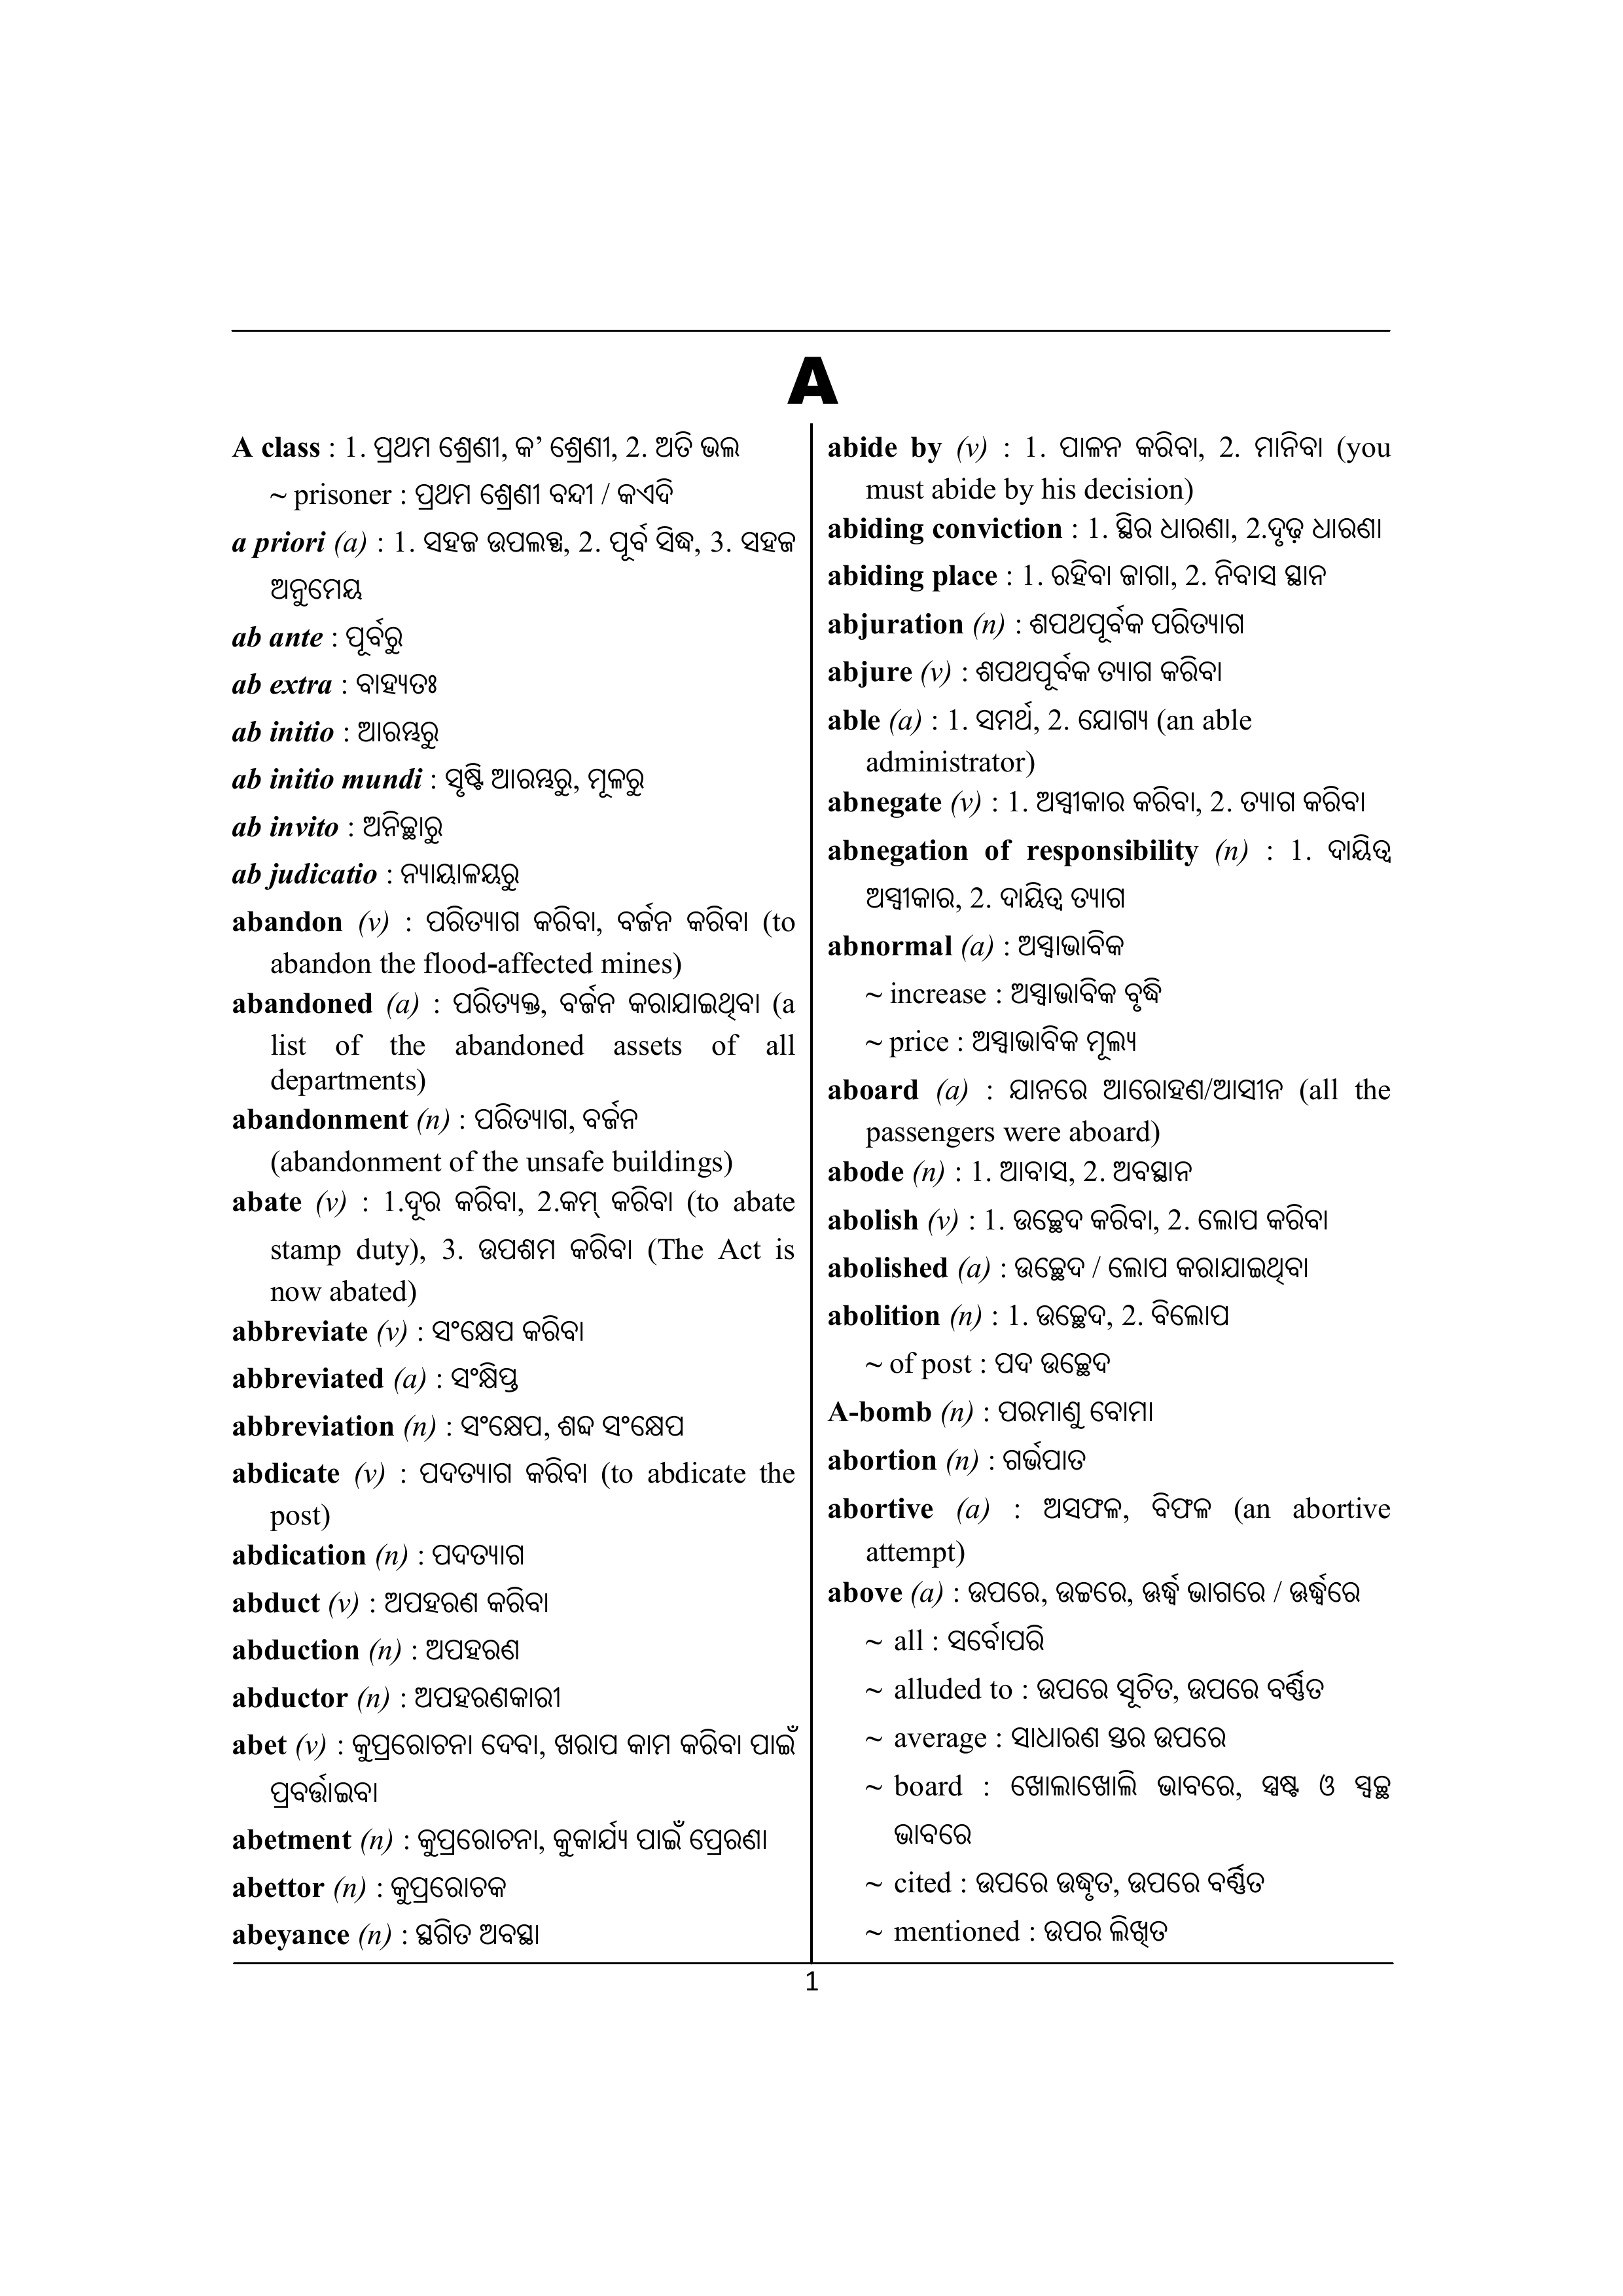 A
A class : 1. ପ୍ରଥମ ଶ୍ରେଣୀ, କ’ ଶ୍ରେଣୀ, 2. ଅତି ଭଲ
~ prisoner : ପ୍ରଥମ ଶ୍ରେଣୀ ବନ୍ଦୀ / କଏଦି
a priori (a) : 1. ସହଜ ଉପଲବ୍ଧ, 2. ପୂର୍ବ ସିଦ୍ଧ, 3. ସହଜ
ଅନୁମେୟ
ab ante : ପୂର୍ବରୁ
ab extra : ବାହ୍ୟତଃ
ab initio : ଆରମ୍ଭରୁ
ab initio mundi : ସୃଷ୍ଟି ଆରମ୍ଭରୁ, ମୂଳରୁ
ab invito : ଅନିଚ୍ଛାରୁ
ab judicatio : ନ୍ୟାୟାଳୟରୁ
abandon (v) : ପରିତ୍ୟାଗ କରିବା, ବର୍ଜନ କରିବା (to
abandon the flood-affected mines)
abandoned (a) : ପରିତ୍ୟକ୍ତ, ବର୍ଜନ କରାଯାଇଥିବା (a
list of the abandoned assets of all
departments)
abandonment (n) : ପରିତ୍ୟାଗ, ବର୍ଜନ
(abandonment of the unsafe buildings)
abate (v) : 1.ଦୂର କରିବା, 2.କମ୍ କରିବା (to abate
stamp duty), 3. ଉପଶମ କରିବା (The Act is
now abated)
abbreviate (v) : ସଂକ୍ଷେପ କରିବା
abbreviated (a) : ସଂକ୍ଷିପ୍ତ
abbreviation (n) : ସଂକ୍ଷେପ, ଶବ୍ଦ ସଂକ୍ଷେପ
abdicate (v) : ପଦତ୍ୟାଗ କରିବା (to abdicate the
post)
abdication (n) : ପଦତ୍ୟାଗ
abduct (v) : ଅପହରଣ କରିବା
abduction (n) : ଅପହରଣ
abductor (n) : ଅପହରଣକାରୀ
abet (v) : କୁପ୍ରରୋଚନା ଦେବା, ଖରାପ କାମ କରିବା ପାଇଁ
ପ୍ରବର୍ତ୍ତାଇବା
abetment (n) : କୁପ୍ରରୋଚନା, କୁକାର୍ଯ୍ୟ ପାଇଁ ପ୍ରେରଣା
abettor (n) : କୁପ୍ରରୋଚକ
abeyance (n) : ସ୍ଥଗିତ ଅବସ୍ଥା
abide by (v) : 1. ପାଳନ କରିବା, 2. ମାନିବା (you
must abide by his decision)
abiding conviction : 1. ସ୍ଥିର ଧାରଣା, 2.ଦୃଢ଼ ଧାରଣା
abiding place : 1. ରହିବା ଜାଗା, 2. ନିବାସ ସ୍ଥାନ
abjuration (n) : ଶପଥପୂର୍ବକ ପରିତ୍ୟାଗ
abjure (v) : ଶପଥପୂର୍ବକ ତ୍ୟାଗ କରିବା
able (a) : 1. ସମର୍ଥ, 2. ଯୋଗ୍ୟ (an able
administrator)
abnegate (v) : 1. ଅସ୍ୱୀକାର କରିବା, 2. ତ୍ୟାଗ କରିବା
abnegation of responsibility (n) : 1. ଦାୟିତ୍ୱ
ଅସ୍ୱୀକାର, 2. ଦାୟିତ୍ୱ ତ୍ୟାଗ
abnormal (a) : ଅସ୍ୱାଭାବିକ
~ increase : ଅସ୍ୱାଭାବିକ ବୃଦ୍ଧି
~ price : ଅସ୍ୱାଭାବିକ ମୂଲ୍ୟ
aboard (a) : ଯାନରେ ଆରୋହଣ/ଆସୀନ (all the
passengers were aboard)
abode (n) : 1. ଆବାସ, 2. ଅବସ୍ଥାନ
abolish (v) : 1. ଉଚ୍ଛେଦ କରିବା, 2. ଲୋପ କରିବା
abolished (a) : ଉଚ୍ଛେଦ / ଲୋପ କରାଯାଇଥିବା
abolition (n) : 1. ଉଚ୍ଛେଦ, 2. ବିଲୋପ
~ of post : ପଦ ଉଚ୍ଛେଦ
A-bomb (n) : ପରମାଣୁ ବୋମା
abortion (n) : ଗର୍ଭପାତ
abortive (a) : ଅସଫଳ, ବିଫଳ (an abortive
attempt)
above (a) : ଉପରେ, ଉଚ୍ଚରେ, ଊର୍ଦ୍ଧ୍ୱ ଭାଗରେ / ଊର୍ଦ୍ଧ୍ୱରେ
~ all : ସର୍ବୋପରି
~ alluded to : ଉପରେ ସୂଚିତ, ଉପରେ ବର୍ଣ୍ଣିତ
~ average : ସାଧାରଣ ସ୍ତର ଉପରେ
~ board : ଖୋଲାଖୋଲି ଭାବରେ, ସ୍ପଷ୍ଟ ଓ ସ୍ୱଚ୍ଛ
ଭାବରେ
~ cited : ଉପରେ ଉଦ୍ଧୃତ, ଉପରେ ବର୍ଣ୍ଣିତ
~ mentioned : ଉପର ଲିଖିତ
1